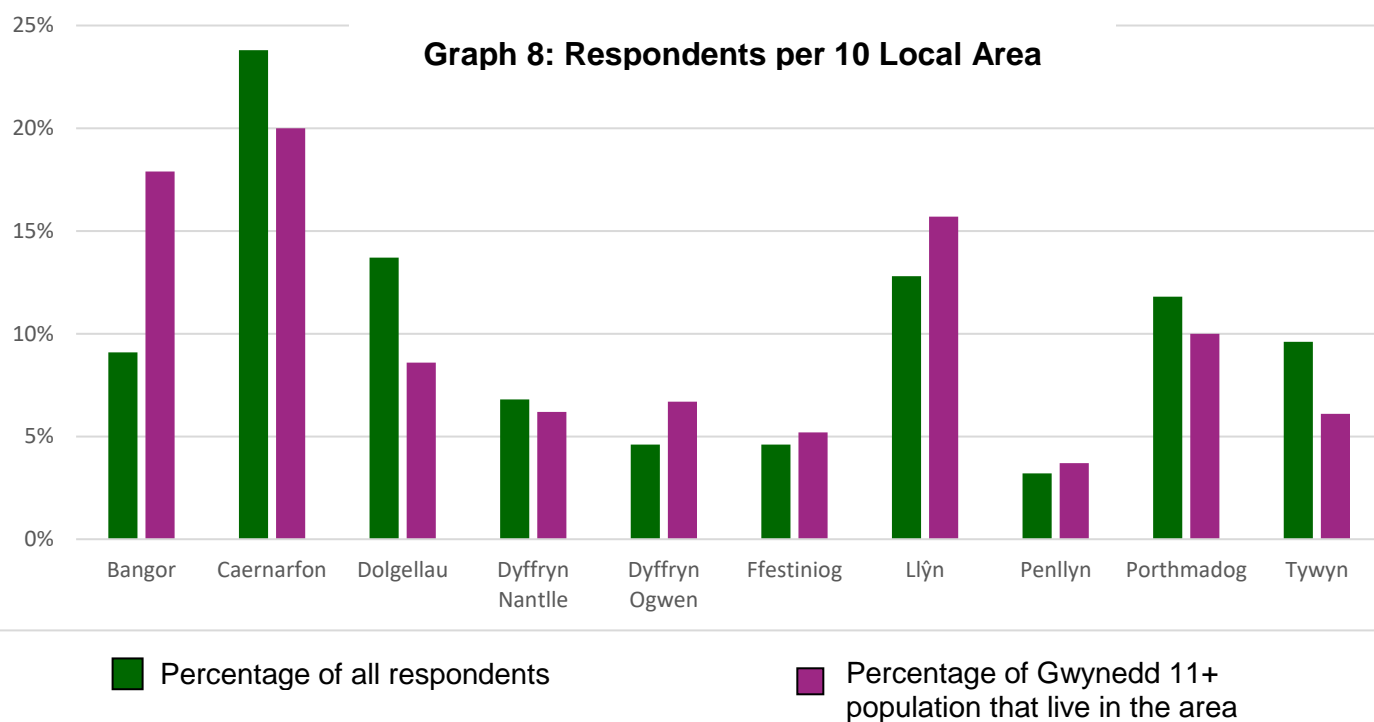 Graph 8: Respondents per 10 Local Area
25%
20%
15%
10%
5%
0%
Bangor
Caernarfon
Dolgellau
Dyffryn
Nantlle
Dyffryn
Ogwen
Ffestiniog
Llŷn
Penllyn
Porthmadog
Tywyn
Percentage of all respondents
Percentage of Gwynedd 11+
population that live in the area